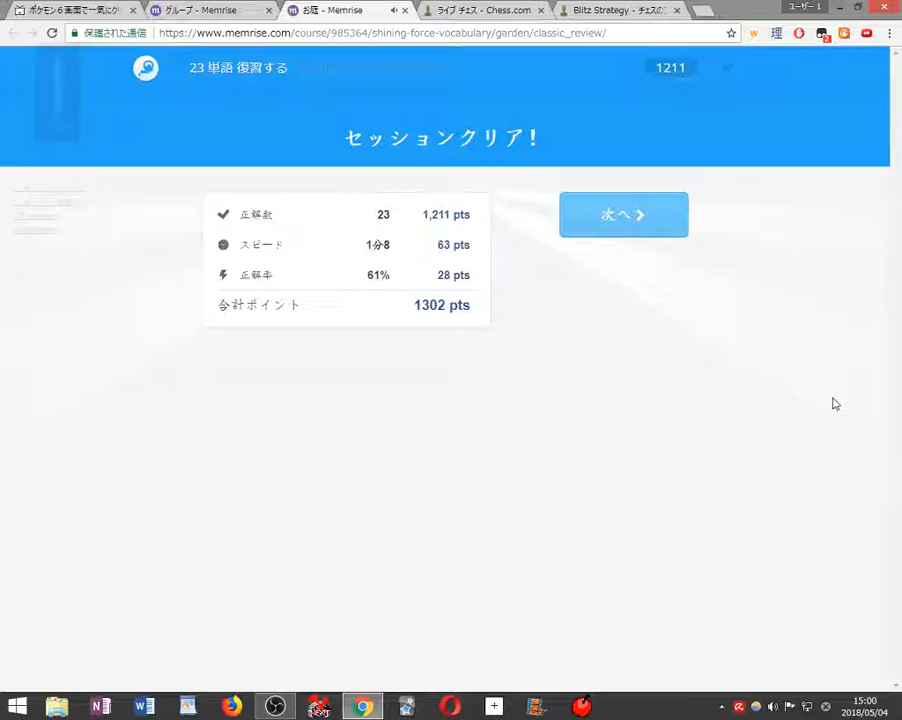 ポケモン6画面で一気にク
グループ - Memrise
お庭 - Memrise
ライブ チェス - Chess.com
Blitz Strategy - チェスの
ユーザー 1
保護された通信
https://www.memrise.com/course/985364/shining-force-vocabulary/garden/classic_review/
23 単語 復習する
1211
セッションクリア!
正解数 23 1,211 pts
スピード 1分8 63 pts
正解率 61% 28 pts
合計ポイント 1302 pts
次へ
15:00
2018/05/04